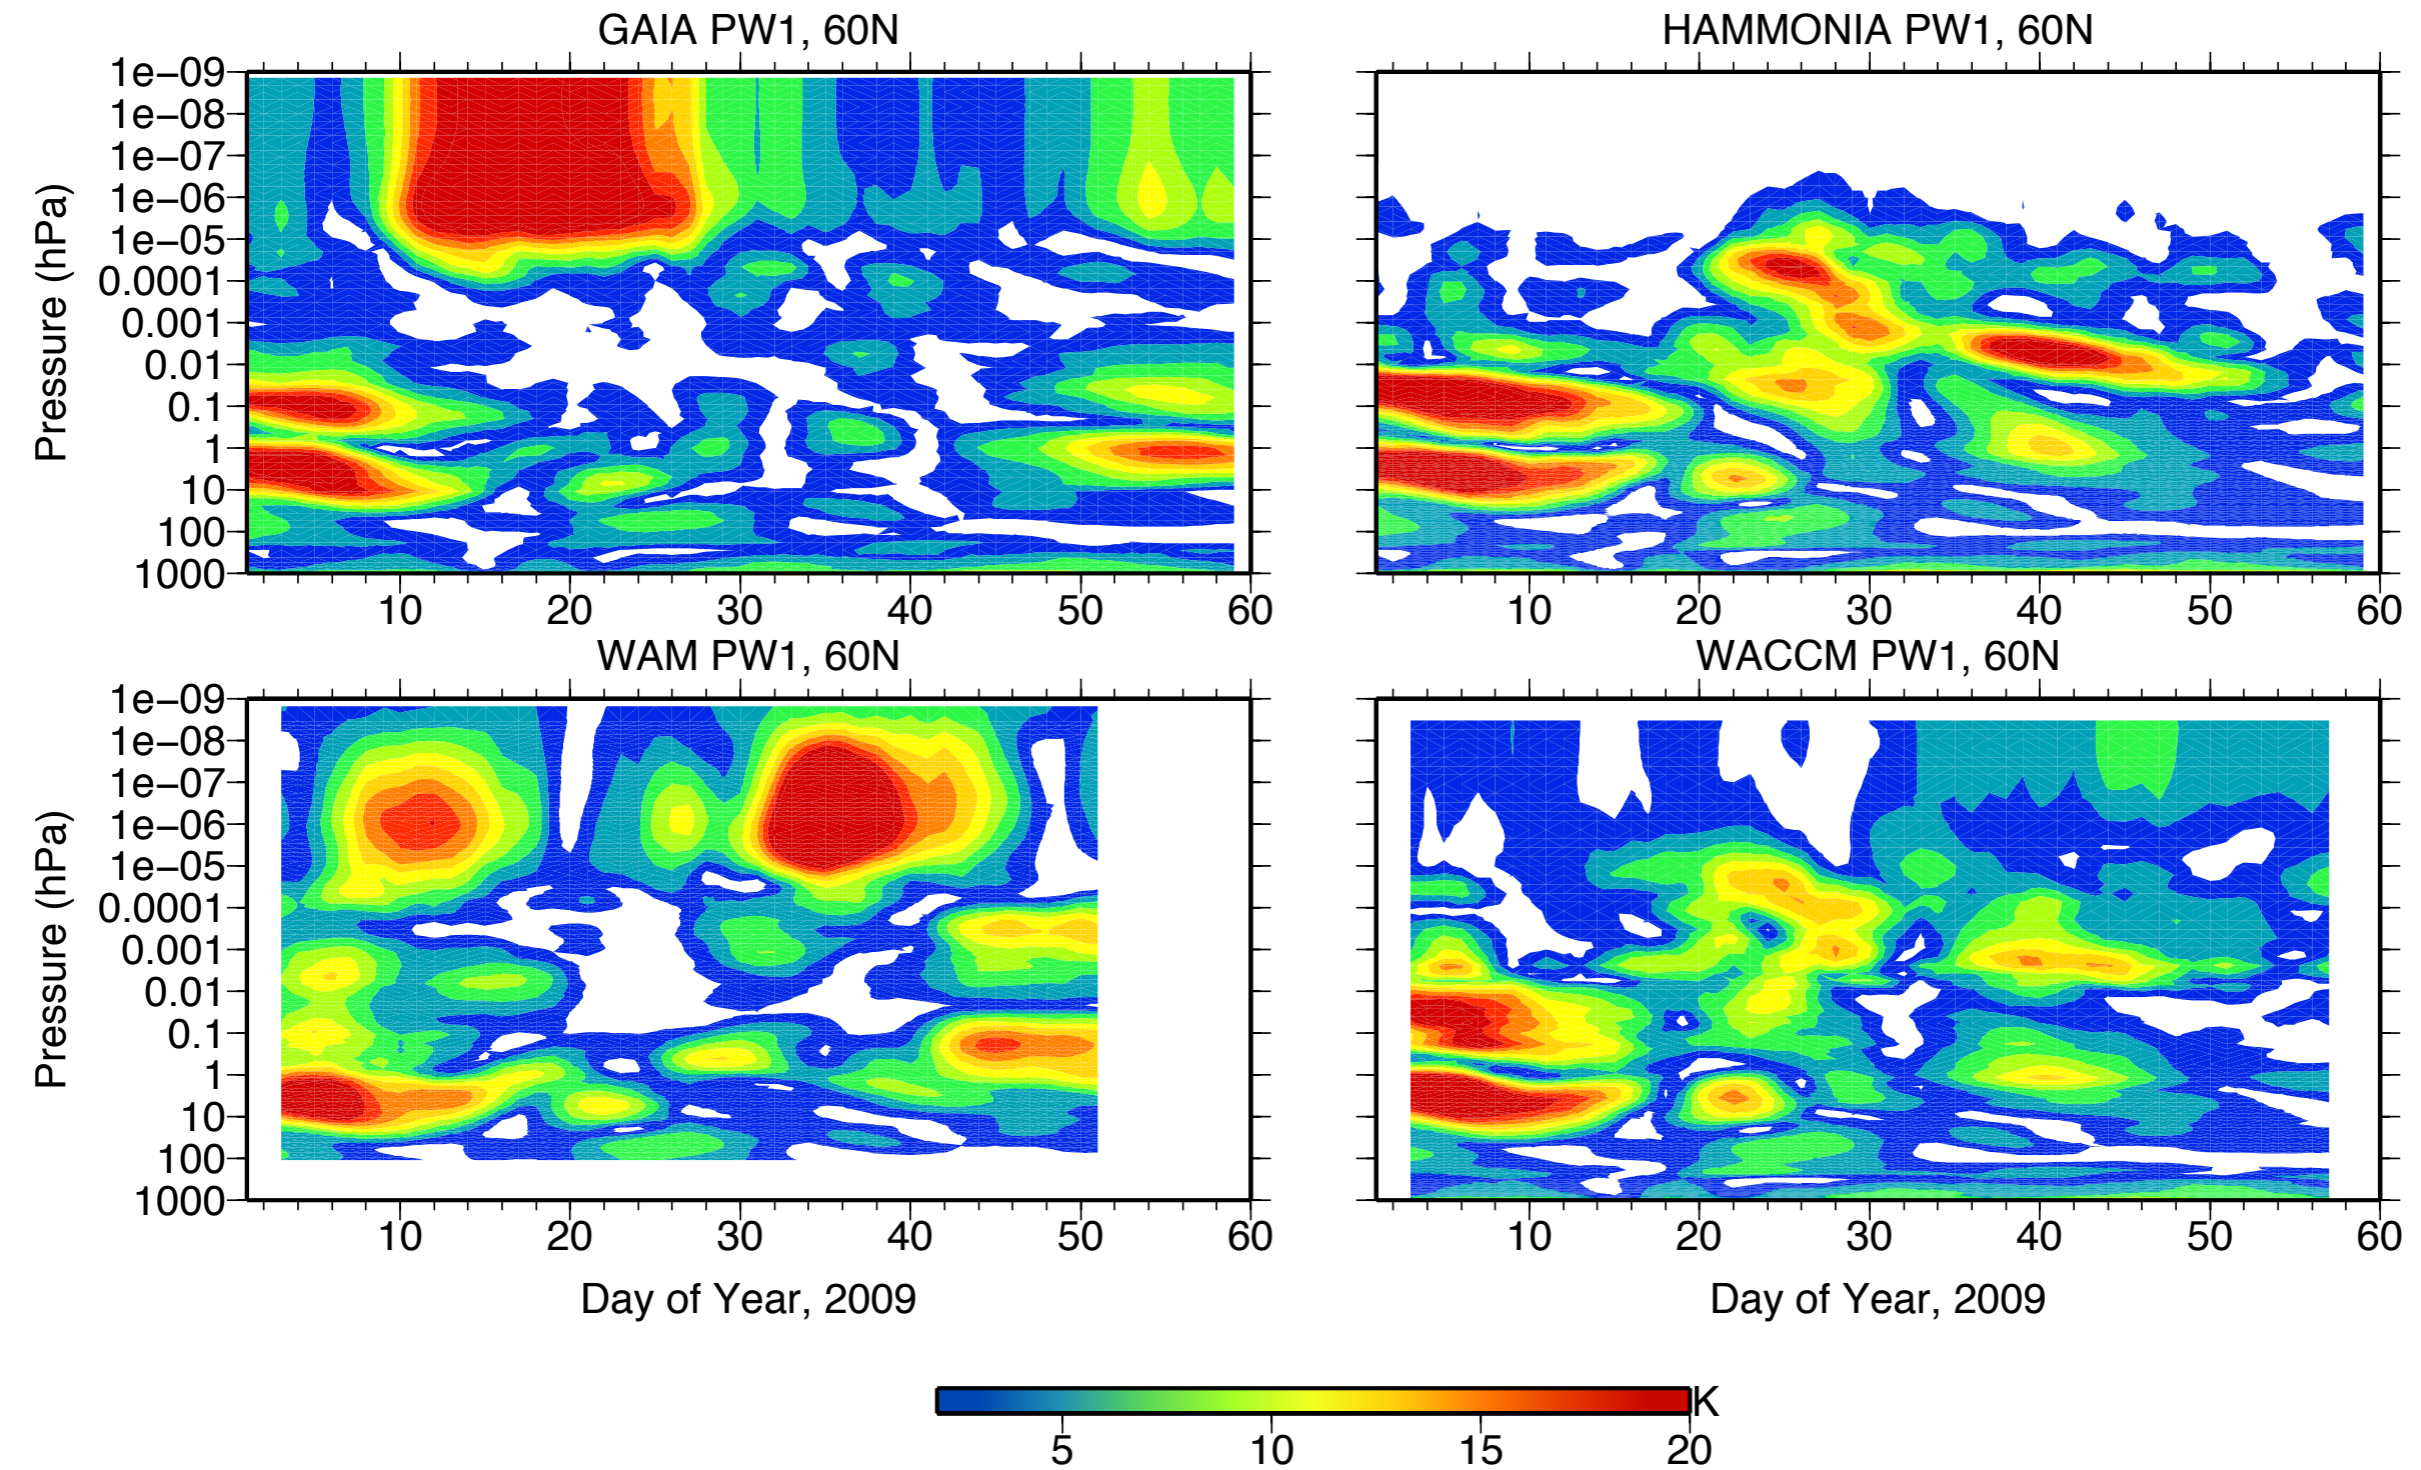 GAIA PW1, 60N
HAMMONIA PW1, 60N
Pressure (hPa)
1e−09
1e−08
1e−07
1e−06
1e−05
0.0001
0.001
0.01
0.1
1
10
100
1000
10 20 30 40 50 60
10 20 30 40 50 60
WAM PW1, 60N
WACCM PW1, 60N
Pressure (hPa)
1e−09
1e−08
1e−07
1e−06
1e−05
0.0001
0.001
0.01
0.1
1
10
100
1000
10 20 30 40 50 60
10 20 30 40 50 60
Day of Year, 2009
Day of Year, 2009
K
5 10 15 20